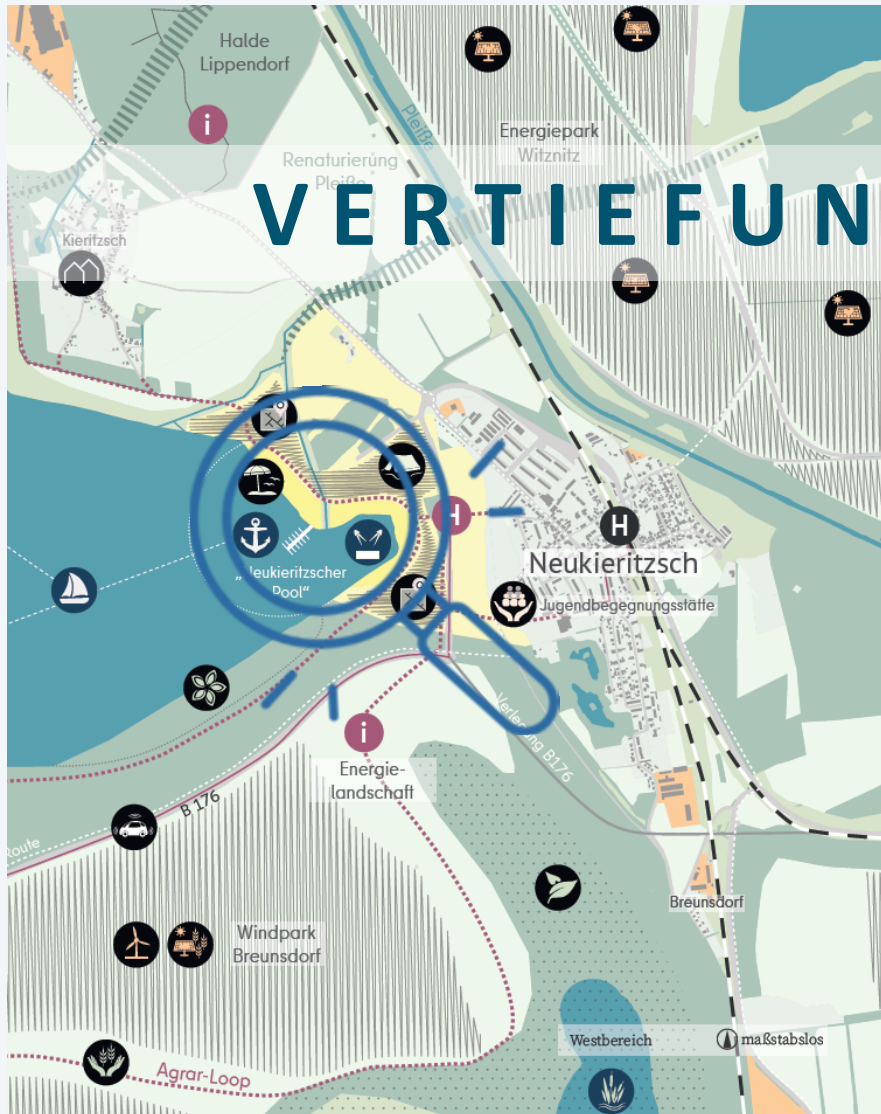 Halde
Lippendorf
i
Pleiße
Energiepark
Witznitz
Renaturierung
Pleiße
VERTIEFUN
Kieritzsch
H
H
Neukieritzsch
„Neukieritzscher
Pool“
Jugendbegegnungsstätte
Verlegung B176
i
Energie-
landschaft
B 176
Route
Breunsdorf
Windpark
Breunsdorf
Westbereich
maßstabslos
Agrar-Loop